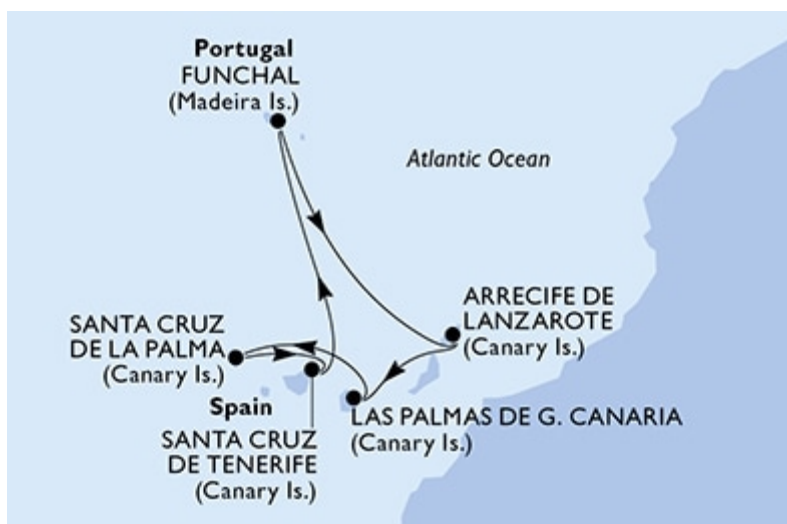 Portugal
FUNCHAL
(Madeira Is.)
Atlantic Ocean
ARRECIFE DE
LANZAROTE
(Canary Is.)
SANTA CRUZ
DE LA PALMA
(Canary Is.)
Spain
LAS PALMAS DE G. CANARIA
(Canary Is.)
SANTA CRUZ
DE TENERIFE
(Canary Is.)